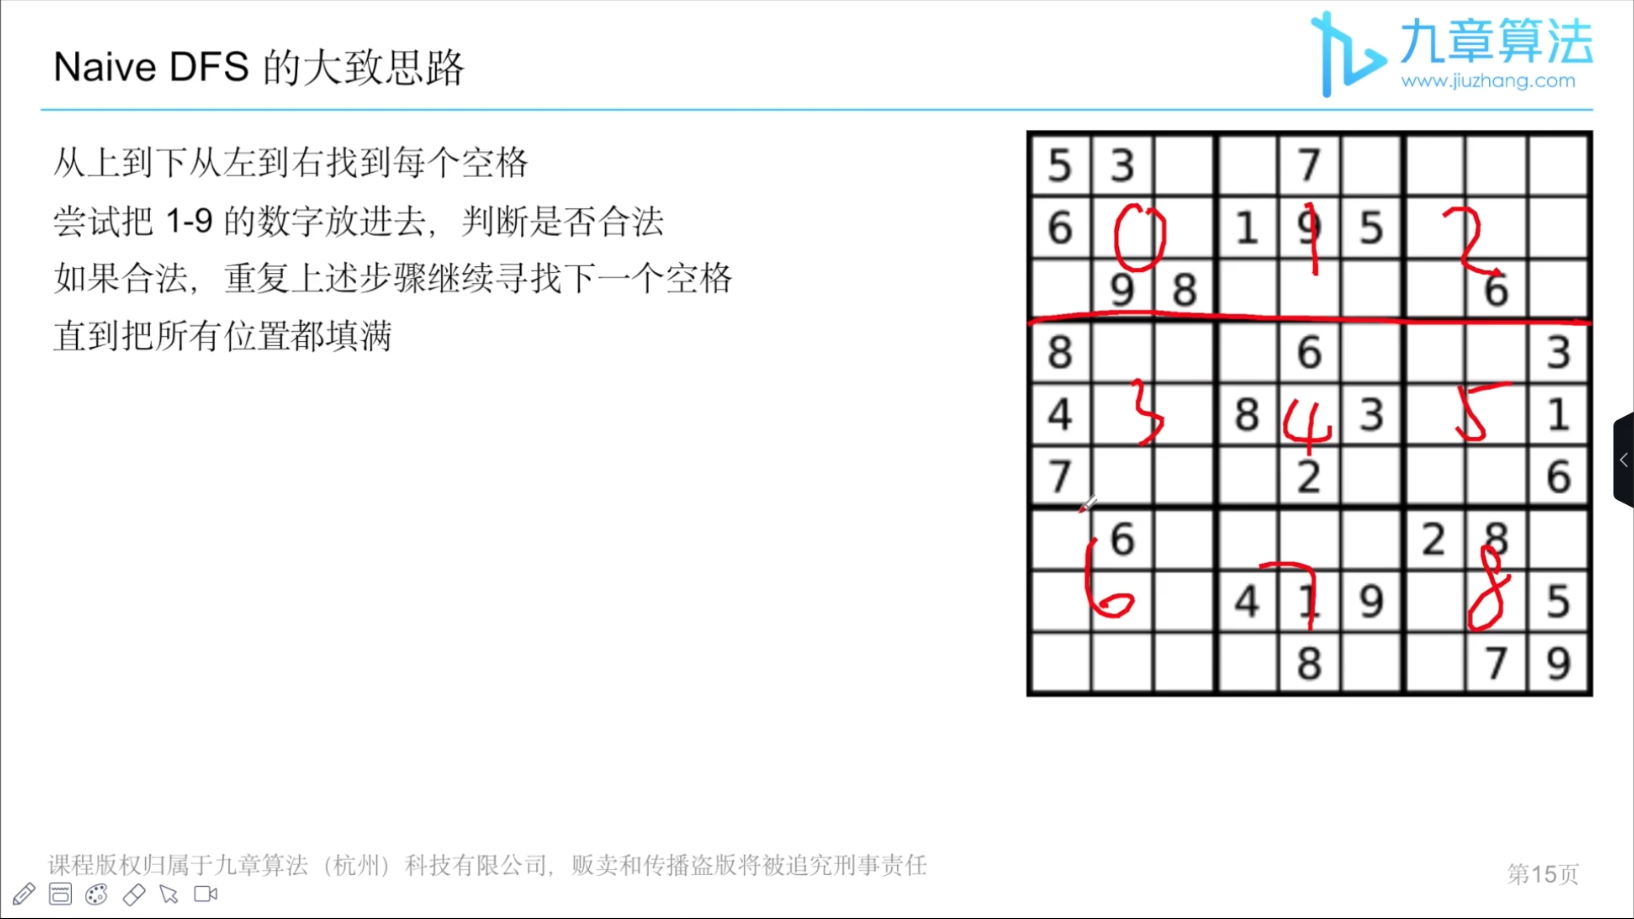 Naive DFS 的大致思路
九章算法
www.jiuzhang.com
从上到下从左到右找到每个空格
尝试把 1-9 的数字放进去，判断是否合法
如果合法，重复上述步骤继续寻找下一个空格
直到把所有位置都填满
5 3 7
6 1 9 5
0 1 2
9 8 6
8 6 3
4 8 3 1
3 4 5
7 2 6
6 2 8
4 1 9 5
6 7 8
8 7 9
课程版权归属于九章算法（杭州）科技有限公司，贩卖和传播盗版将被追究刑事责任
第15页